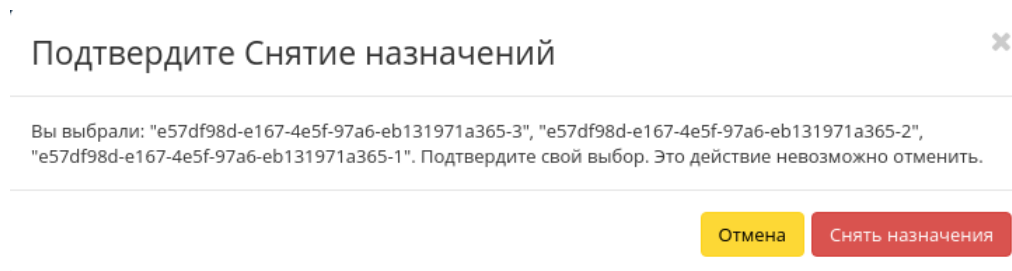 Подтвердите Снятие назначений
Вы выбрали: "e57df98d-e167-4e5f-97a6-eb131971a365-3", "e57df98d-e167-4e5f-97a6-eb131971a365-2",
"e57df98d-e167-4e5f-97a6-eb131971a365-1". Подтвердите свой выбор. Это действие невозможно отменить.
Отмена
Снять назначения